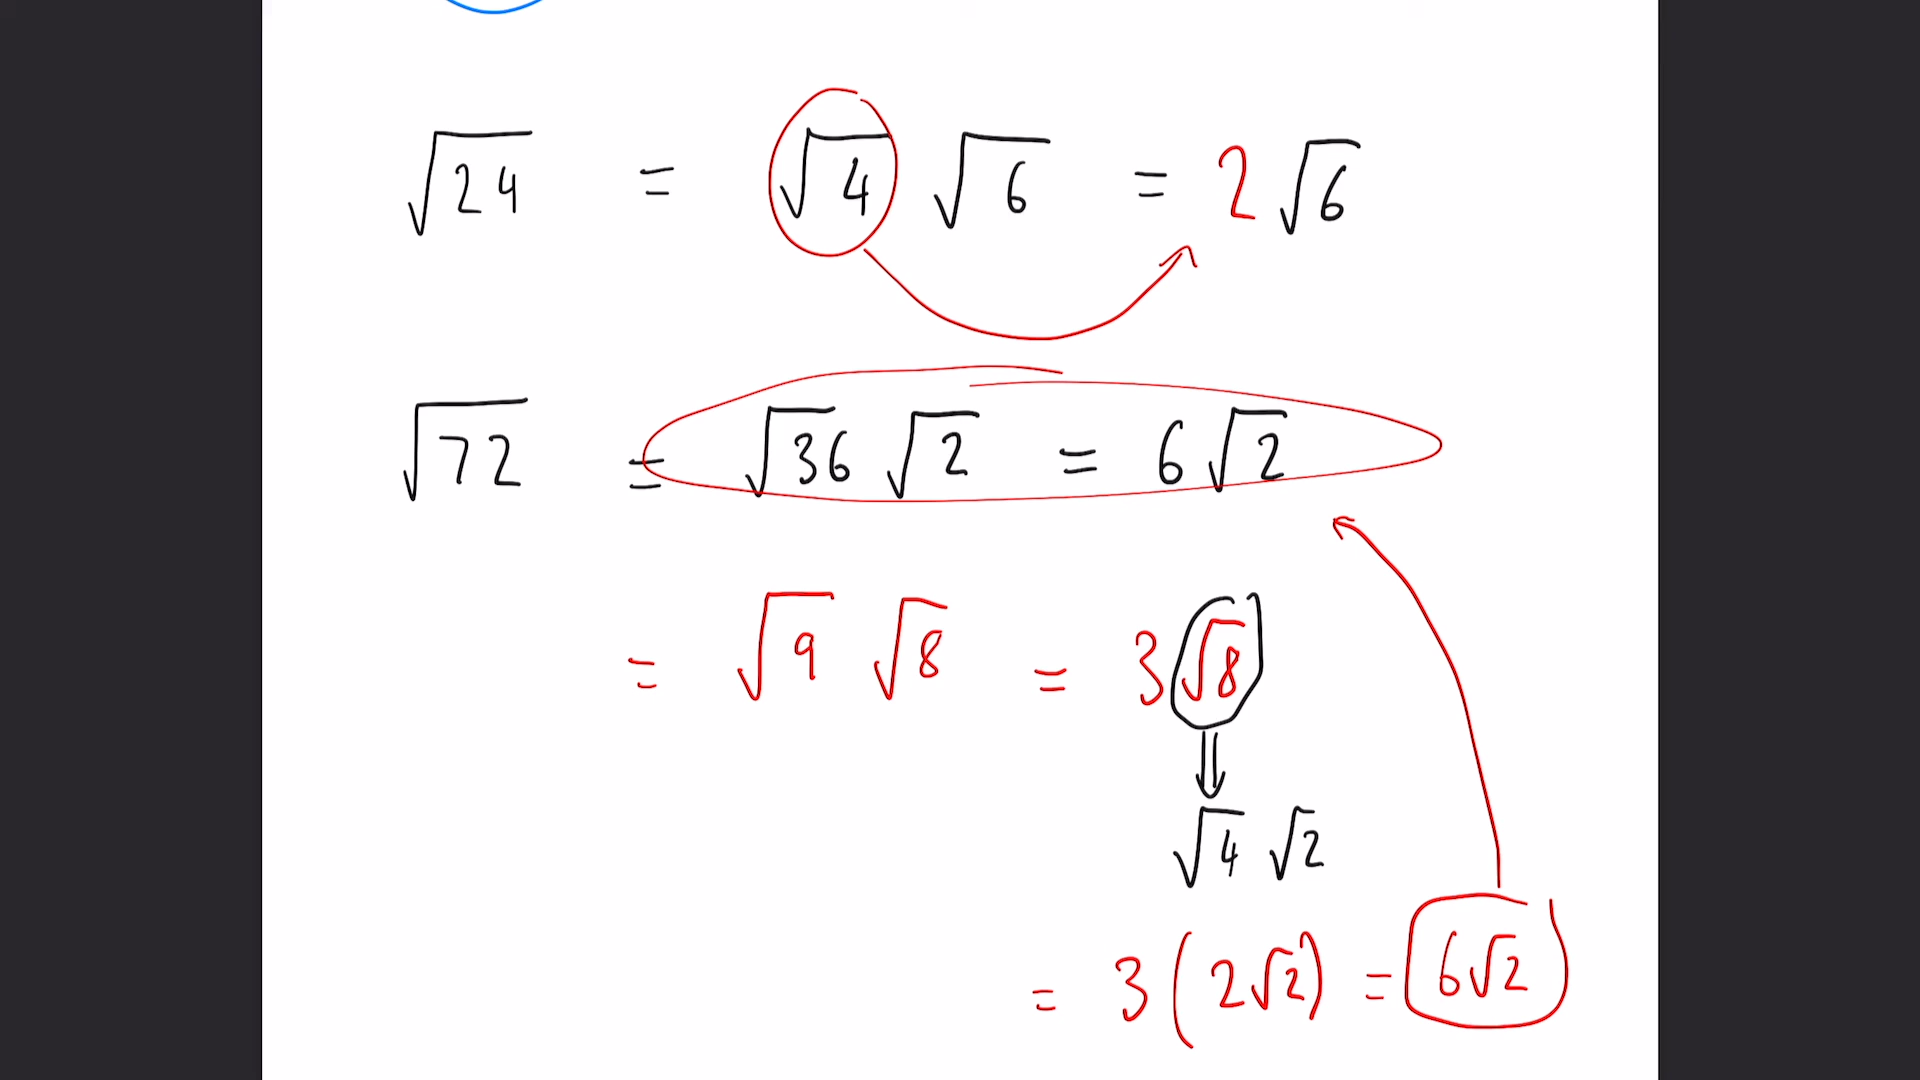 √24 = √4 √6 = 2√6
√72 = √36 √2 = 6√2
= √9 √8 = 3√8
√4 √2
= 3(2√2) = 6√2